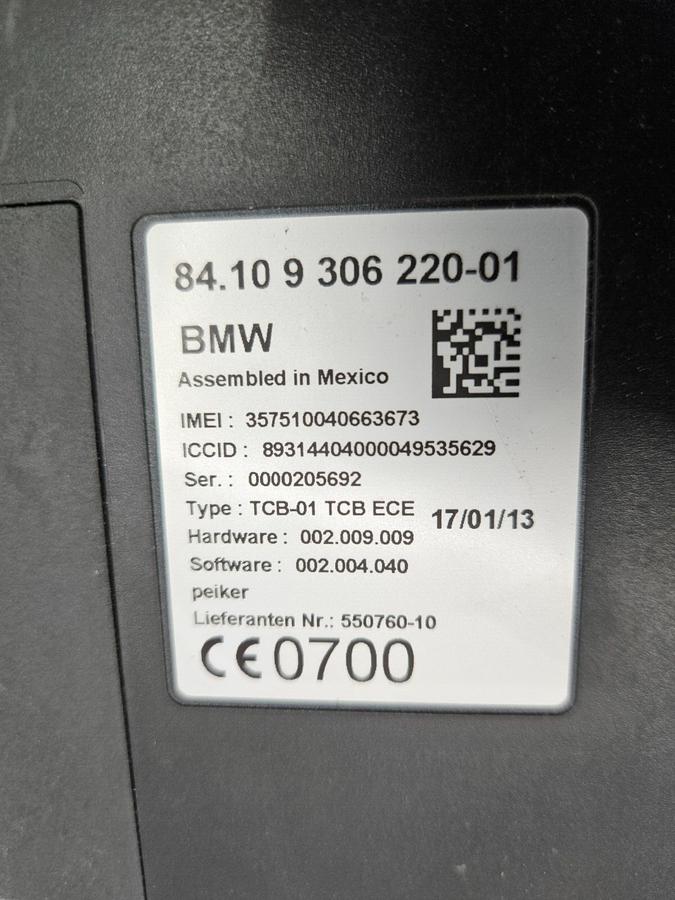 84.10 9 306 220-01
BMW
Assembled in Mexico
IMEI : 357510040663673
ICCID : 89314404000049535629
Ser. : 0000205692
Type : TCB-01 TCB ECE 17/01/13
Hardware : 002.009.009
Software : 002.004.040
peiker
Lieferanten Nr.: 550760-10
CE0700